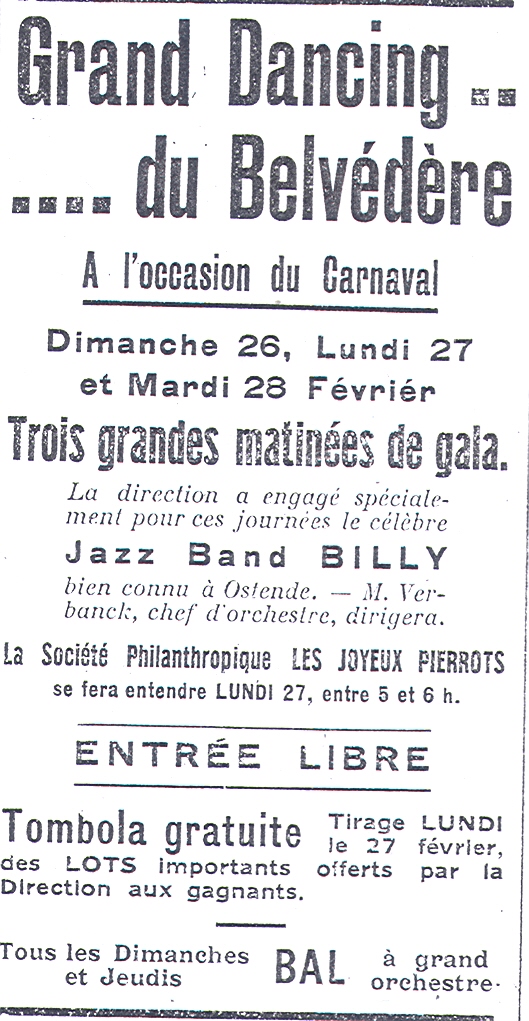 Grand Dancing ..
.... du Belvédère
A l'occasion du Carnaval
Dimanche 26, Lundi 27
et Mardi 28 Févriér
Trois grandes matinées de gala.
La direction a engagé spéciale-
ment pour ces journées le célèbre
Jazz Band BILLY
bien connu à Ostende. — M. Ver-
banck, chef d'orchestre, dirigera.
La Société Philanthropique LES JOYEUX PIERROTS
se fera entendre LUNDI 27, entre 5 et 6 h.
ENTRÉE LIBRE
Tombola gratuite Tirage LUNDI
le 27 février,
des LOTS importants offerts par la
Direction aux gagnants.
Tous les Dimanches
et Jeudis
BAL
à grand
orchestre.